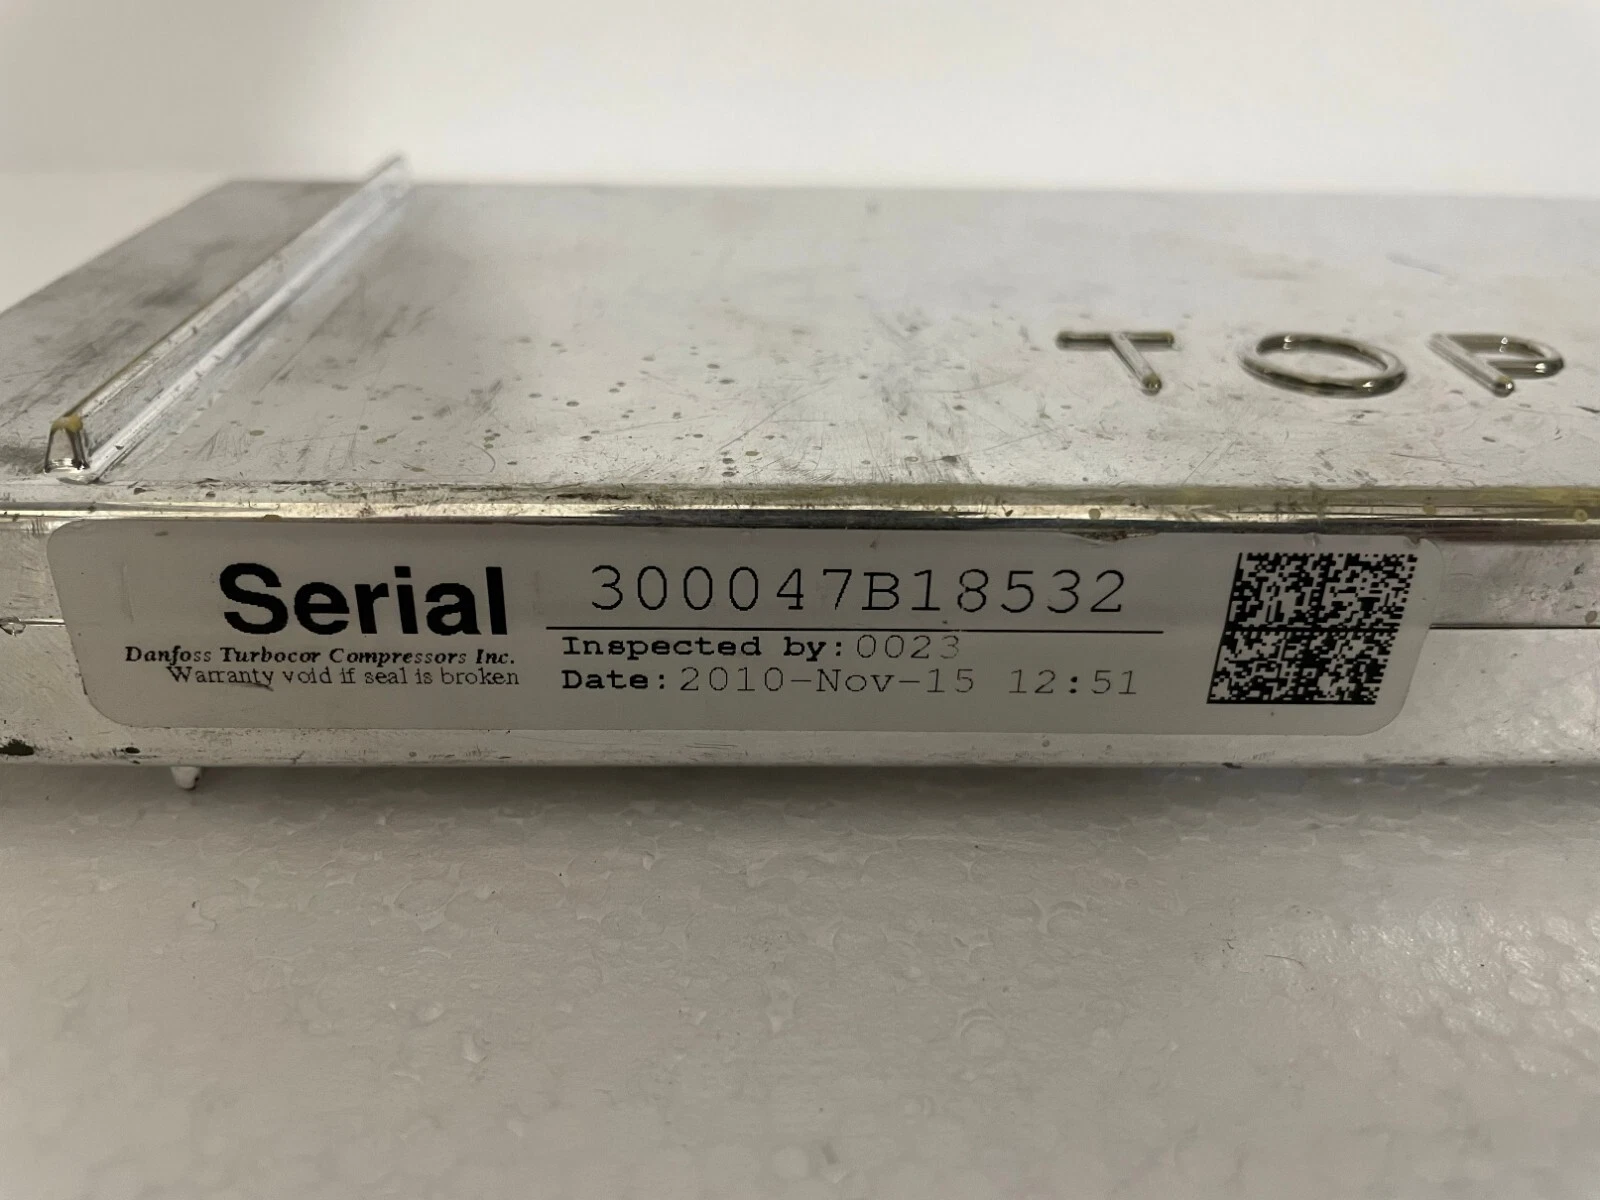 TOP
Serial 300047B18532
Danfoss Turbocor Compressors Inc.
Warranty void if seal is broken
Inspected by: 0023
Date: 2010-Nov-15 12:51